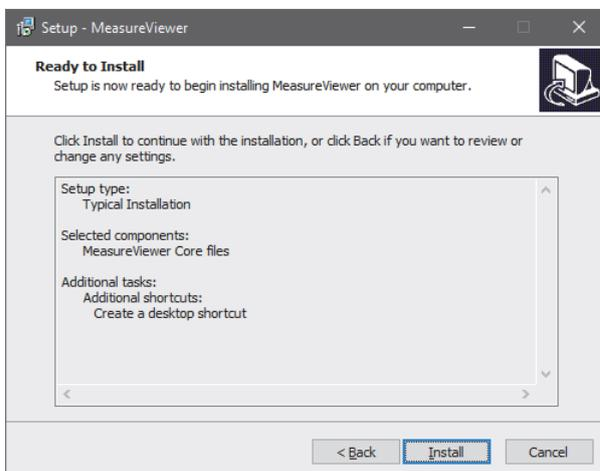 Setup - MeasureViewer
Ready to Install
Setup is now ready to begin installing MeasureViewer on your computer.
Click Install to continue with the installation, or click Back if you want to review or
change any settings.
Setup type:
Typical Installation
Selected components:
MeasureViewer Core files
Additional tasks:
Additional shortcuts:
Create a desktop shortcut
< Back
Install
Cancel